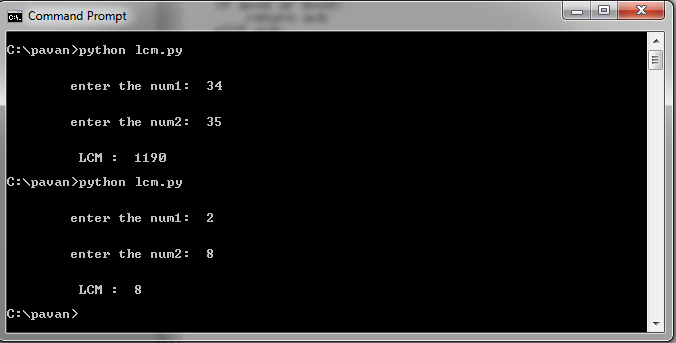 Command Prompt
C:\pavan>python lcm.py
enter the num1: 34
enter the num2: 35
LCM : 1190
C:\pavan>python lcm.py
enter the num1: 2
enter the num2: 8
LCM : 8
C:\pavan>